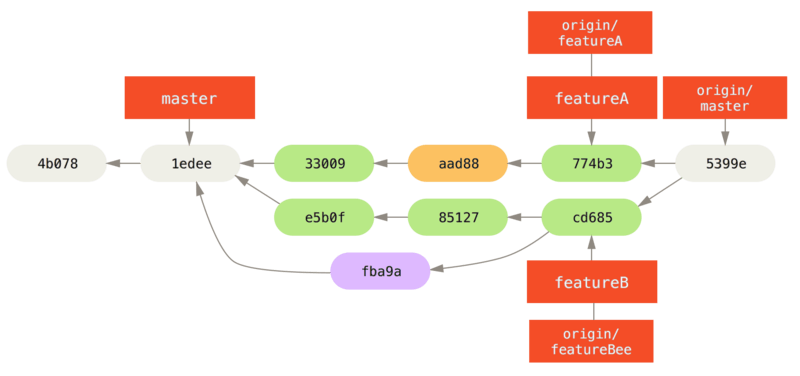 origin/
featureA
master
featureA
origin/
master
4b078
1edee
33009
aad88
774b3
5399e
e5b0f
85127
cd685
fba9a
featureB
origin/
featureBee